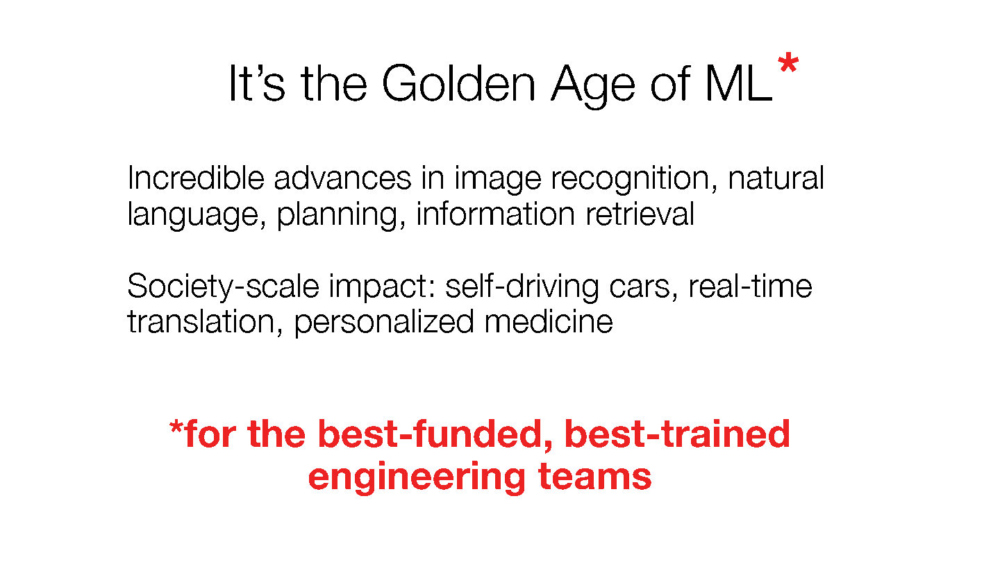 It’s the Golden Age of ML*
Incredible advances in image recognition, natural
language, planning, information retrieval
Society-scale impact: self-driving cars, real-time
translation, personalized medicine
*for the best-funded, best-trained
engineering teams